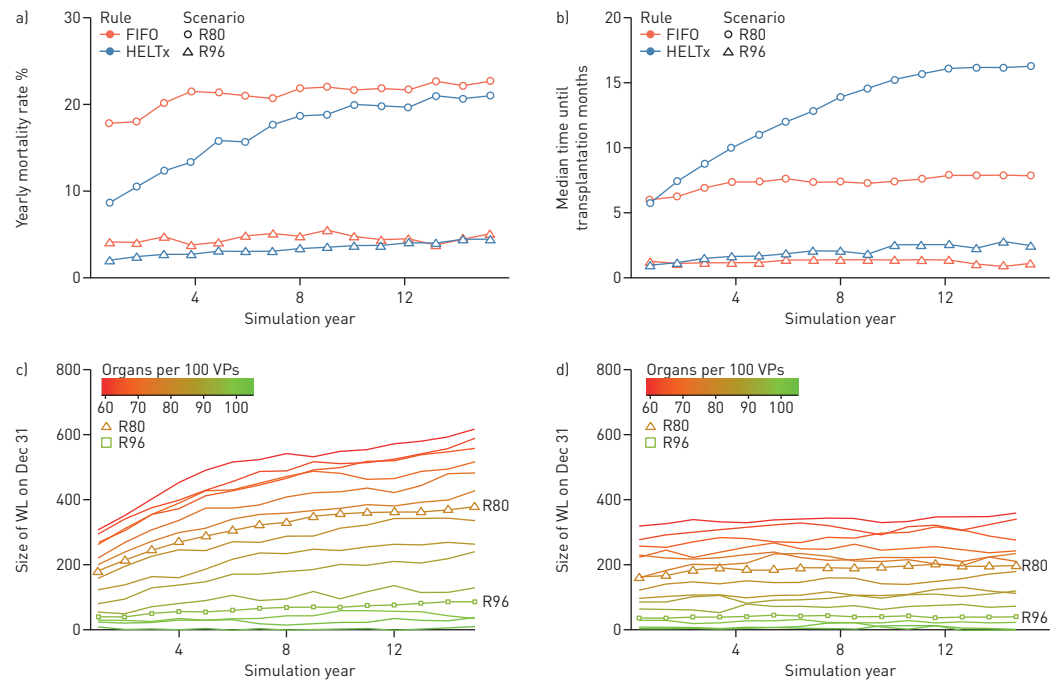 a)
Rule Scenario
FIFO R80
HELTx R96
30
20
10
0
Yearly mortality rate %
4 8 12
Simulation year
b)
Rule Scenario
FIFO R80
HELTx R96
20
15
10
5
0
Median time until
transplantation months
4 8 12
Simulation year
c)
Organs per 100 VPs
60 70 80 90 100
R80
R96
800
600
400
200
0
Size of WL on Dec 31
R80
R96
4 8 12
Simulation year
d)
Organs per 100 VPs
60 70 80 90 100
R80
R96
800
600
400
200
0
Size of WL on Dec 31
R80
R96
4 8 12
Simulation year